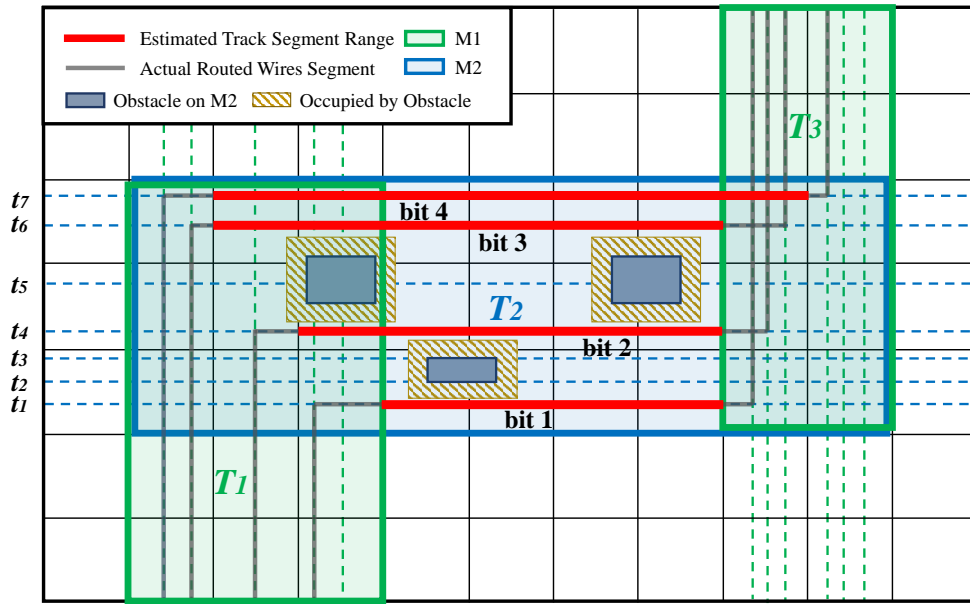 Estimated Track Segment Range M1
Actual Routed Wires Segment M2
Obstacle on M2 Occupied by Obstacle
T3
t7
bit 4
t6
bit 3
t5
T2
t4
bit 2
t3
t2
t1
bit 1
T1